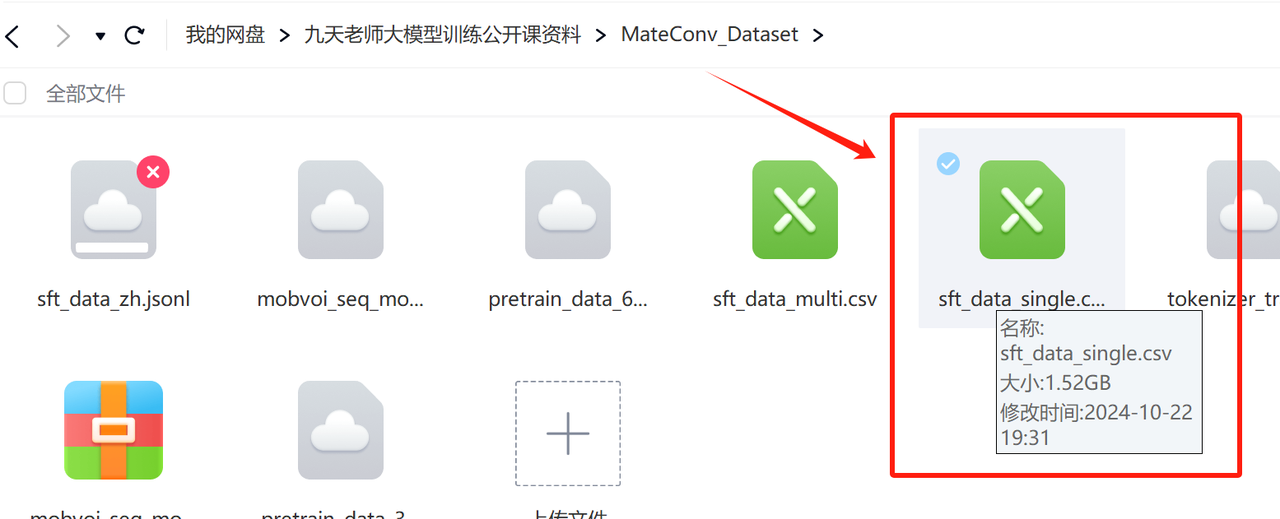 我的网盘 > 九天老师大模型训练公开课资料 > MateConv_Dataset >
全部文件
sft_data_zh.jsonl
mobvoi_seq_mo...
pretrain_data_6...
sft_data_multi.csv
sft_data_single.c...
tokenizer_tr
名称:
sft_data_single.csv
大小:1.52GB
修改时间:2024-10-22
19:31
mobvoi_seq_mo
pretrain_data_3
上传文件